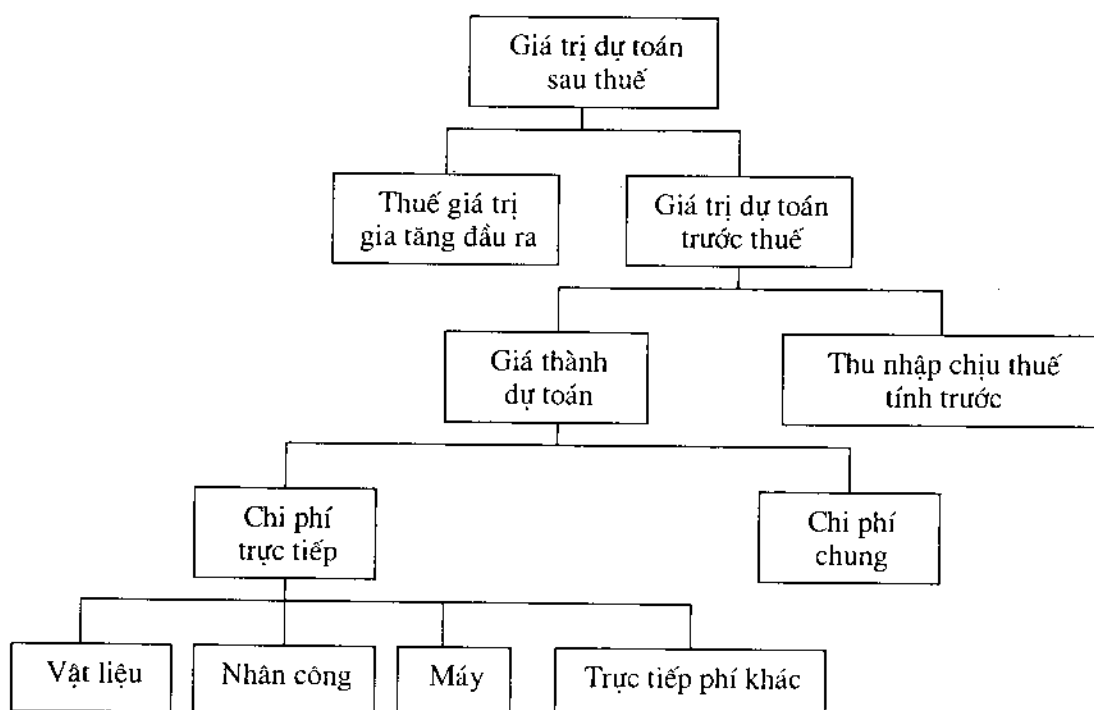 Giá trị dự toán
sau thuế
Thuế giá trị
gia tăng đầu ra
Giá trị dự toán
trước thuế
Giá thành
dự toán
Thu nhập chịu thuế
tính trước
Chi phí
trực tiếp
Chi phí
chung
Vật liệu
Nhân công
Máy
Trực tiếp phí khác